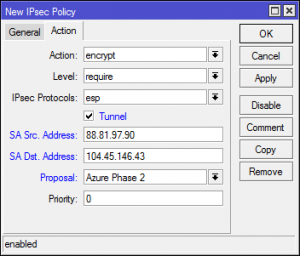 New IPsec Policy
General
Action
Action:
encrypt
Level:
require
IPsec Protocols:
esp
Tunnel
SA Src. Address:
88.81.97.90
SA Dst. Address:
104.45.146.43
Proposal:
Azure Phase 2
Priority:
0
OK
Cancel
Apply
Disable
Comment
Copy
Remove
enabled